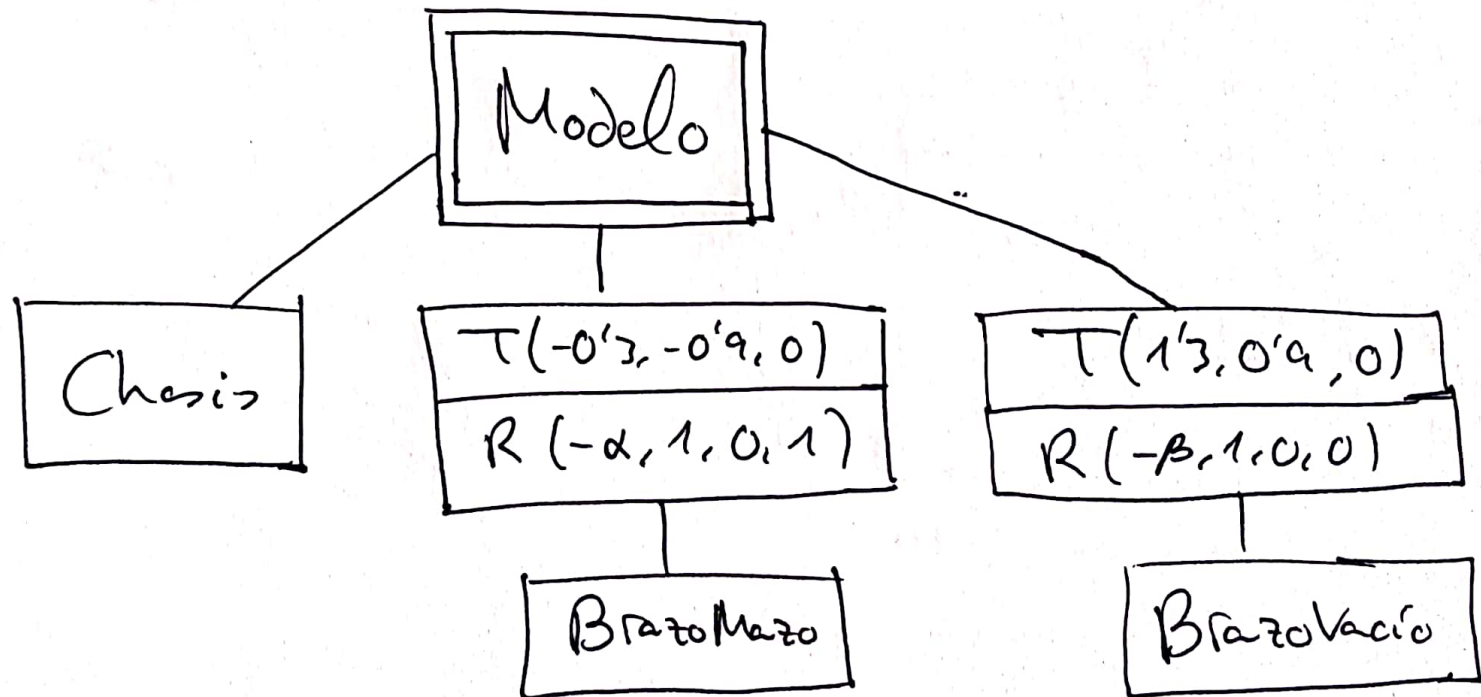 Modelo
Chasis
T(-0'3, -0'9, 0)
R(-α, 1, 0, 1)
T(1'3, 0'9, 0)
R(-β, 1, 0, 0)
BrazoMazo
BrazoVacío